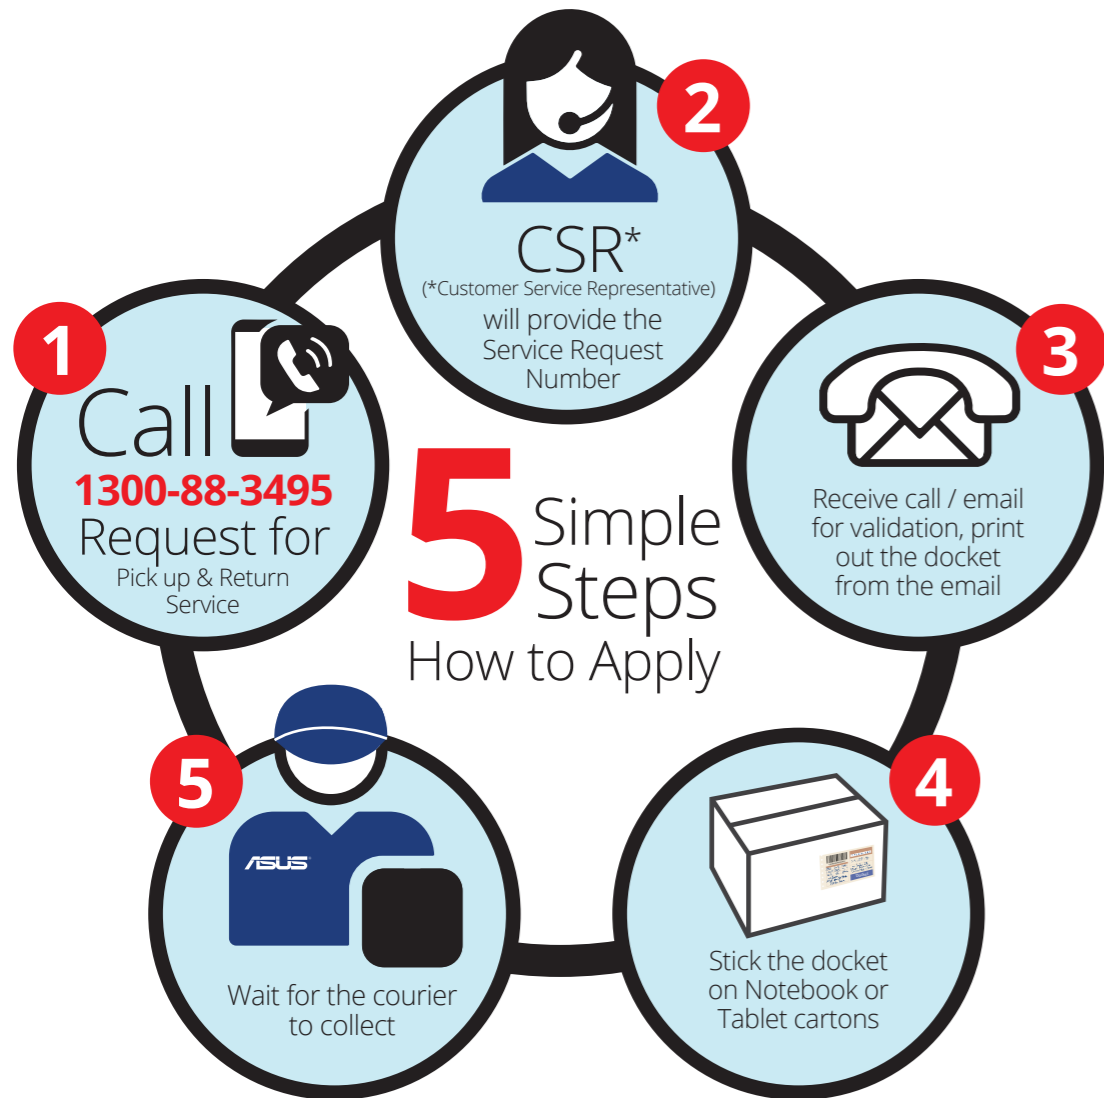 1
Call
1300-88-3495
Request for
Pick up & Return
Service
2
CSR*
(*Customer Service Representative)
will provide the
Service Request
Number
3
Receive call / email
for validation, print
out the docket
from the email
5 Simple
Steps
How to Apply
4
Stick the docket
on Notebook or
Tablet cartons
5
ASUS
Wait for the courier
to collect